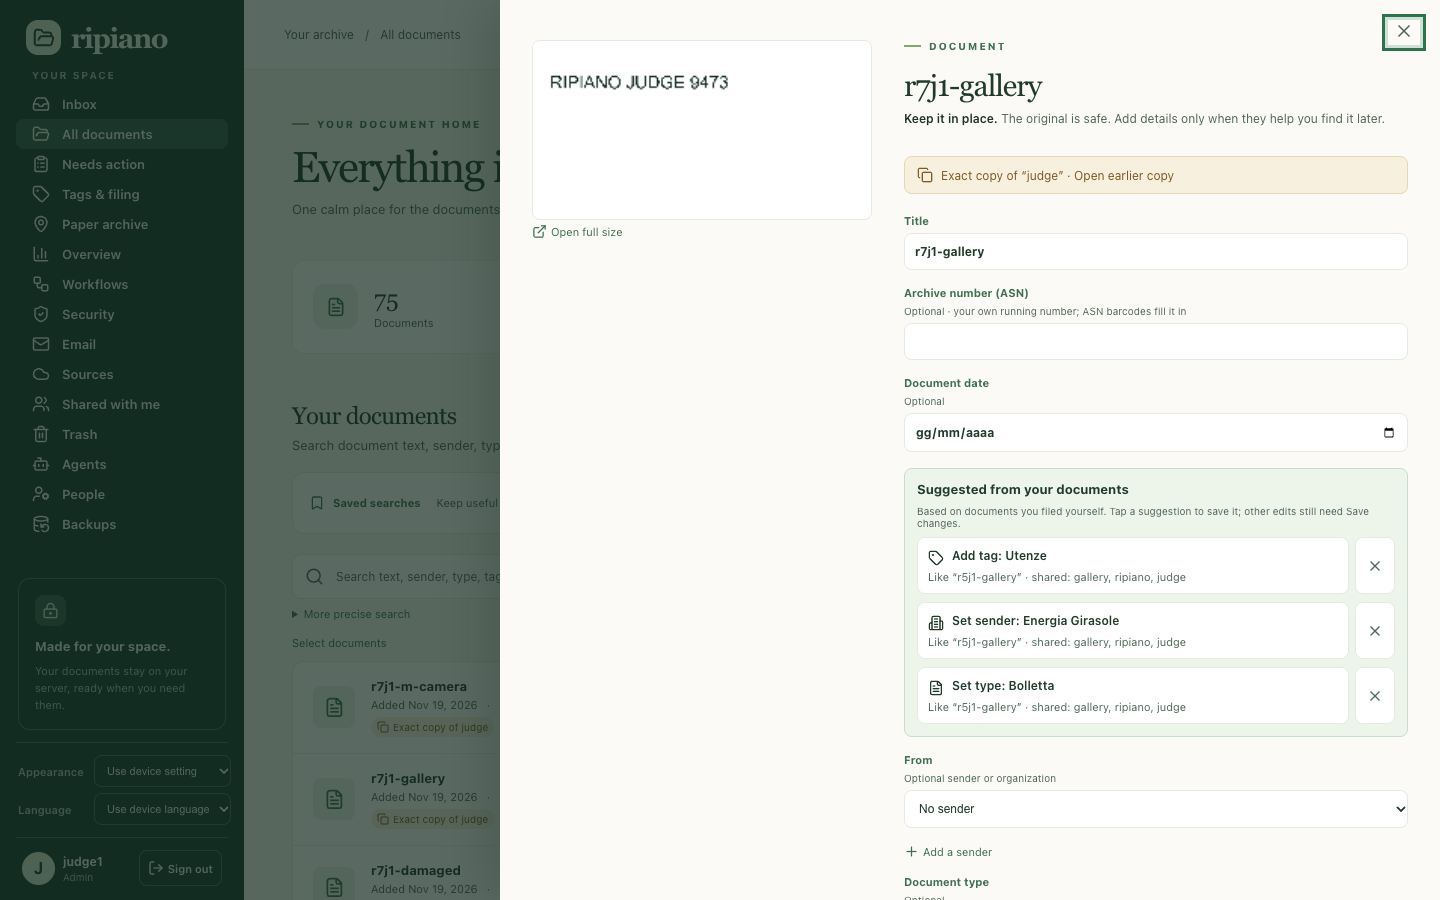 ripiano
YOUR SPACE
Inbox
All documents
Needs action
Tags & filing
Paper archive
Overview
Workflows
Security
Email
Sources
Shared with me
Trash
Agents
People
Backups
Made for your space.
Your documents stay on your
server, ready when you need
them.
Appearance
Use device setting
Language
Use device language
J
judge1
Admin
Sign out
Your archive / All documents
YOUR DOCUMENT HOME
Everything i
One calm place for the documents
75
Documents
Your documents
Search document text, sender, typ
Saved searches Keep useful
Search text, sender, type, tag
More precise search
Select documents
r7j1-m-camera
Added Nov 19, 2026 ·
Exact copy of judge
r7j1-gallery
Added Nov 19, 2026 ·
Exact copy of judge
r7j1-damaged
Added Nov 19, 2026 ·
RIPIANO JUDGE 9473
Open full size
DOCUMENT
r7j1-gallery
Keep it in place. The original is safe. Add details only when they help you find it later.
Exact copy of “judge” · Open earlier copy
Title
r7j1-gallery
Archive number (ASN)
Optional · your own running number; ASN barcodes fill it in
Document date
Optional
gg/mm/aaaa
Suggested from your documents
Based on documents you filed yourself. Tap a suggestion to save it; other edits still need Save
changes.
Add tag: Utenze
Like “r5j1-gallery” · shared: gallery, ripiano, judge
Set sender: Energia Girasole
Like “r5j1-gallery” · shared: gallery, ripiano, judge
Set type: Bolletta
Like “r5j1-gallery” · shared: gallery, ripiano, judge
From
Optional sender or organization
No sender
Add a sender
Document type
Optional